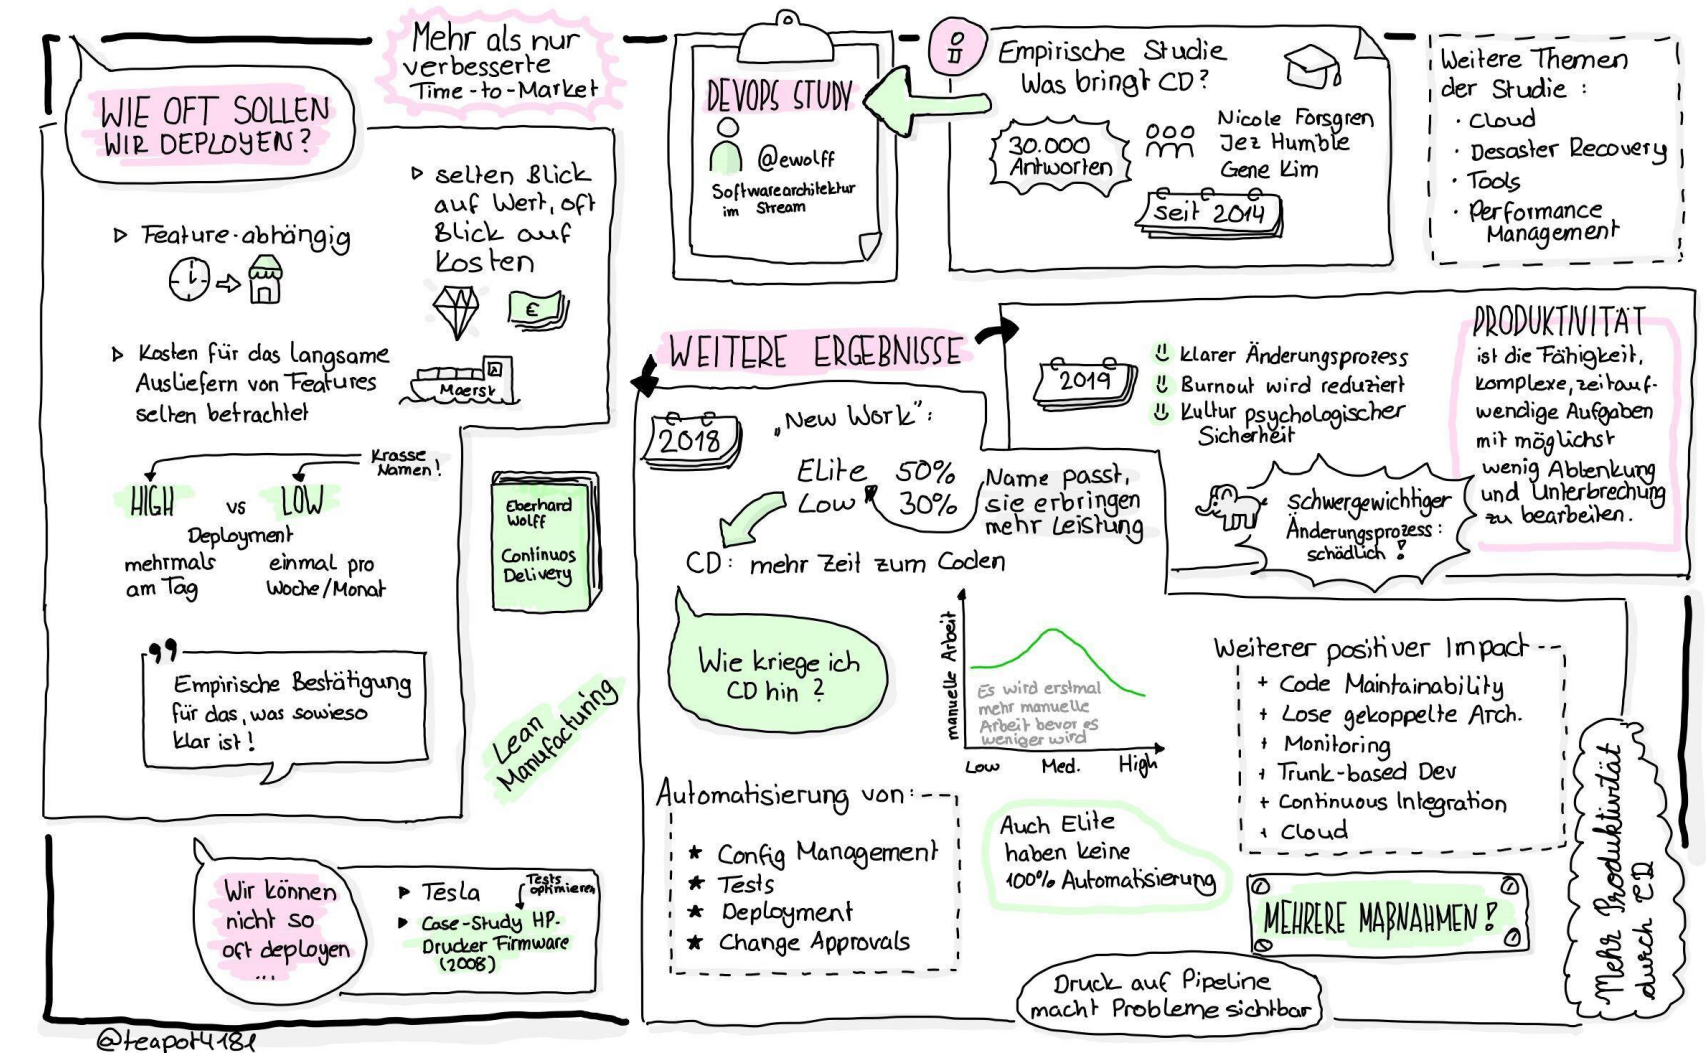 Mehr als nur
verbesserte
Time-to-Market
WIE OFT SOLLEN
WIR DEPLOYEN?
▷ Feature-abhängig
▷ selten Blick
auf Wert, oft
Blick auf
Kosten
€
▷ Kosten für das langsame
Ausliefern von Features
selten betrachtet
Maersk
Krasse
Namen!
HIGH vs LOW
Deployment
mehrmals
am Tag
einmal pro
Woche/Monat
Empirische Bestätigung
für das, was sowieso
klar ist!
Eberhard
Wolff
Continuos
Delivery
Lean
Manufacturing
Wir können
nicht so
oft deployen
...
▶ Tesla
Tests
optimieren
▶ Case-Study HP-
Drucker Firmware
(2008)
@teapot4181
DEVOPS STUDY
@ewolff
Softwarearchitektur
im Stream
Empirische Studie
Was bringt CD?
30.000
Antworten
Nicole Forsgren
Jez Humble
Gene Kim
seit 2014
Weitere Themen
der Studie:
· Cloud
· Desaster Recovery
· Tools
· Performance
Management
WEITERE ERGEBNISSE
2018
„New Work":
Elite 50%
Low 30%
Name passt,
sie erbringen
mehr Leistung
CD: mehr Zeit zum Coden
2019
Klarer Änderungsprozess
Burnout wird reduziert
Kultur psychologischer
Sicherheit
Schwergewichtiger
Änderungsprozess:
schädlich!
PRODUKTIVITÄT
ist die Fähigkeit,
komplexe, zeitauf-
wendige Aufgaben
mit möglichst
wenig Ablenkung
und Unterbrechung
zu bearbeiten.
Wie kriege ich
CD hin?
manuelle Arbeit
Es wird erstmal
mehr manuelle
Arbeit bevor es
weniger wird
Low Med. High
Automatisierung von:
★ Config Management
★ Tests
★ Deployment
★ Change Approvals
Auch Elite
haben keine
100% Automatisierung
Weiterer positiver Impact
+ Code Maintainability
+ Lose gekoppelte Arch.
+ Monitoring
+ Trunk-based Dev
+ Continuous Integration
+ Cloud
MEHRERE MAßNAHMEN!
Druck auf Pipeline
macht Probleme sichtbar
Mehr Produktivität
durch CD